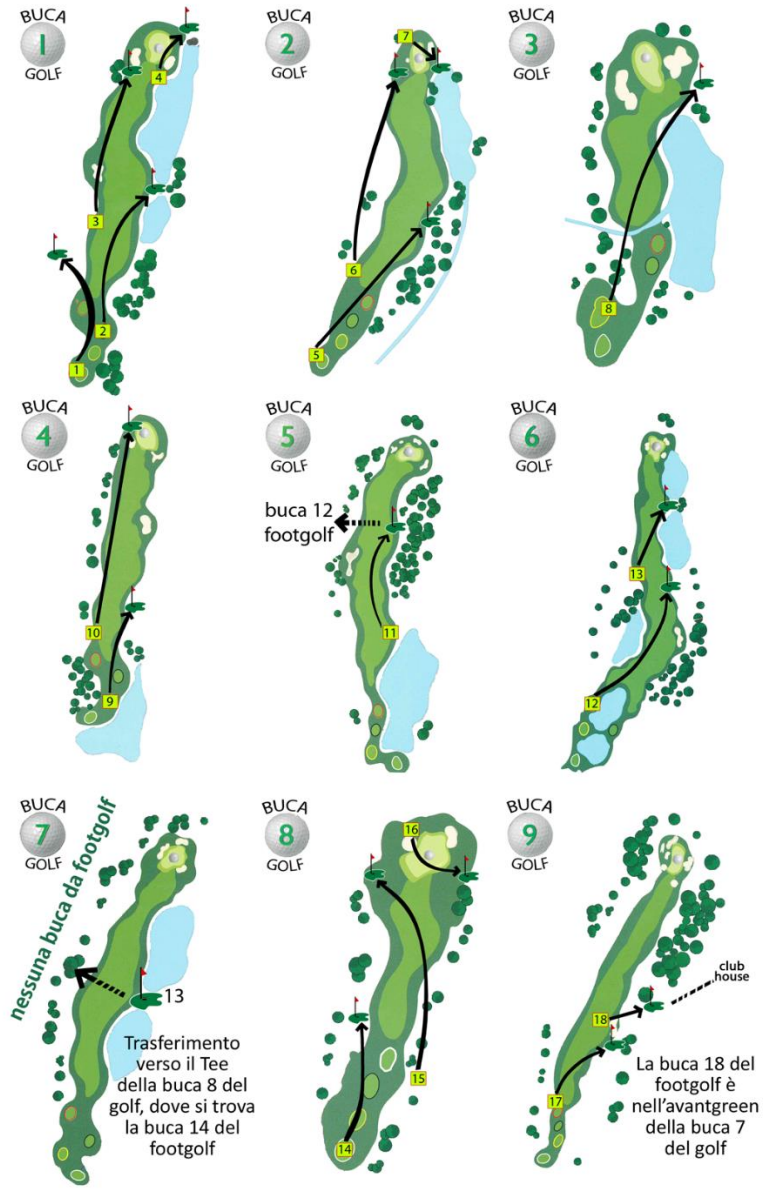 BUCA
1
GOLF
4
3
2
1
BUCA
2
GOLF
7
6
5
BUCA
3
GOLF
8
BUCA
4
GOLF
10
9
BUCA
5
GOLF
buca 12
footgolf
11
BUCA
6
GOLF
13
12
BUCA
7
GOLF
nessuna buca da footgolf
13
Trasferimento
verso il Tee
della buca 8 del
golf, dove si trova
la buca 14 del
footgolf
BUCA
8
GOLF
16
15
14
BUCA
9
GOLF
club
house
18
17
La buca 18 del
footgolf è
nell'avantgreen
della buca 7
del golf